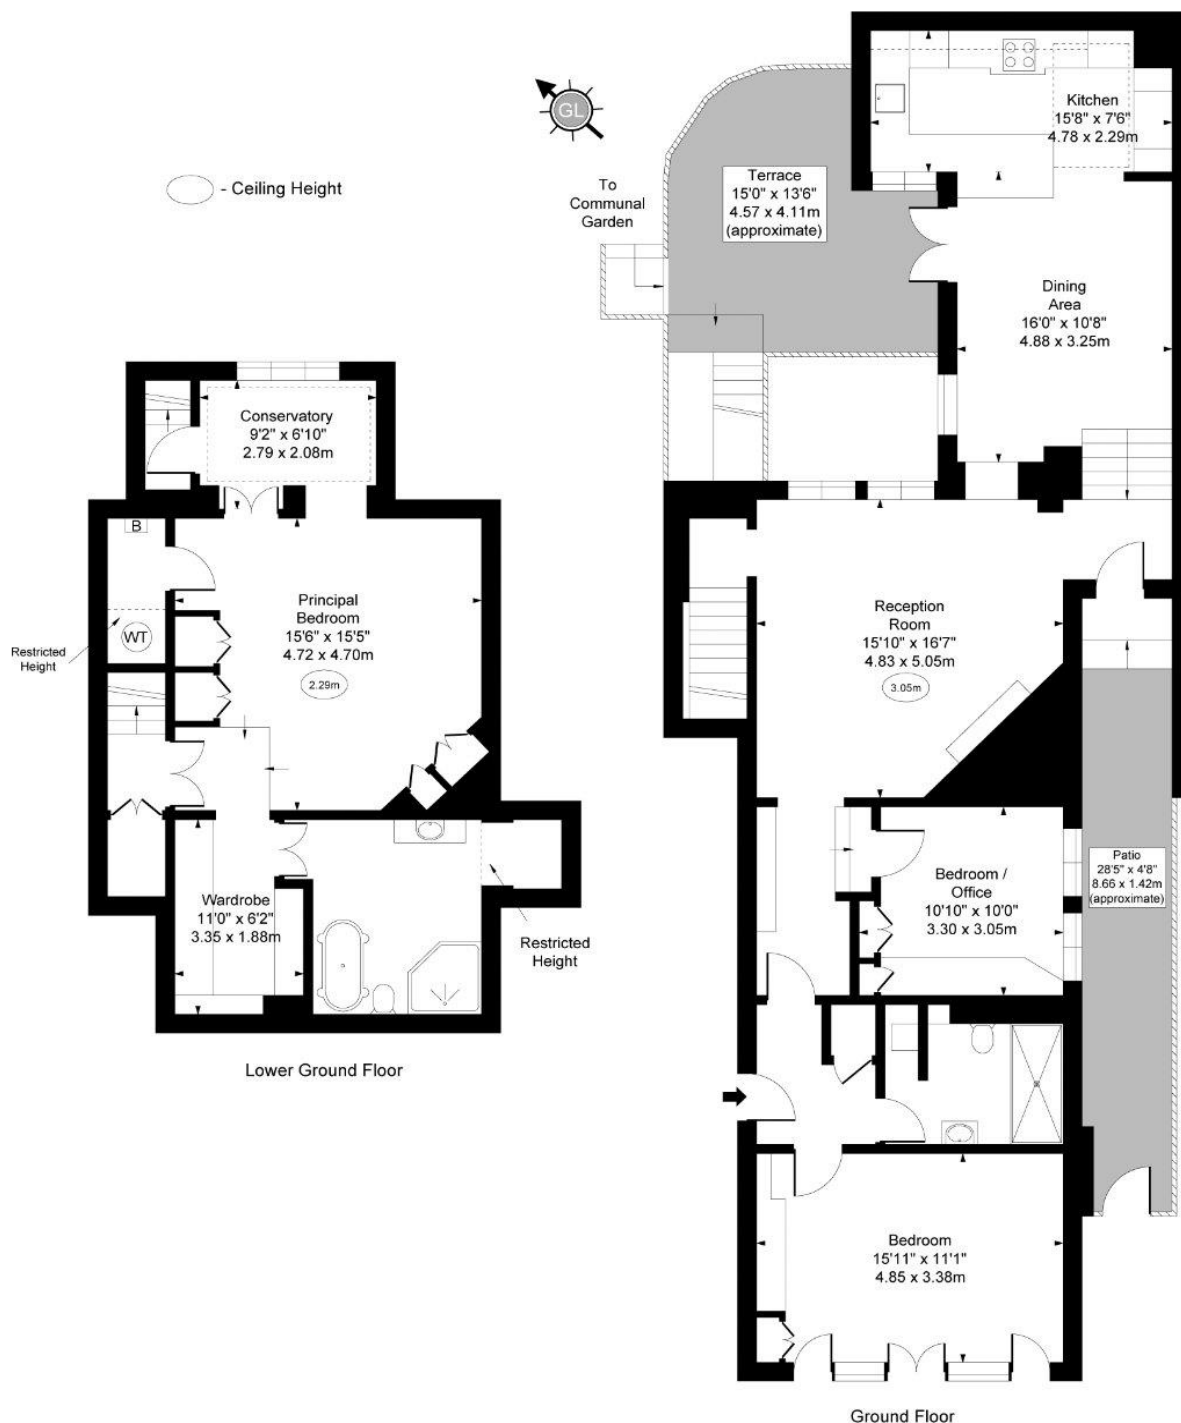 GL
- Ceiling Height
To
Communal
Garden
Terrace
15'0" x 13'6"
4.57 x 4.11m
(approximate)
Kitchen
15'8" x 7'6"
4.78 x 2.29m
Dining
Area
16'0" x 10'8"
4.88 x 3.25m
Conservatory
9'2" x 6'10"
2.79 x 2.08m
B
WT
Restricted
Height
Principal
Bedroom
15'6" x 15'5"
4.72 x 4.70m
2.29m
Wardrobe
11'0" x 6'2"
3.35 x 1.88m
Restricted
Height
Lower Ground Floor
Reception
Room
15'10" x 16'7"
4.83 x 5.05m
3.05m
Bedroom /
Office
10'10" x 10'0"
3.30 x 3.05m
Patio
28'5" x 4'8"
8.66 x 1.42m
(approximate)
Bedroom
15'11" x 11'1"
4.85 x 3.38m
Ground Floor